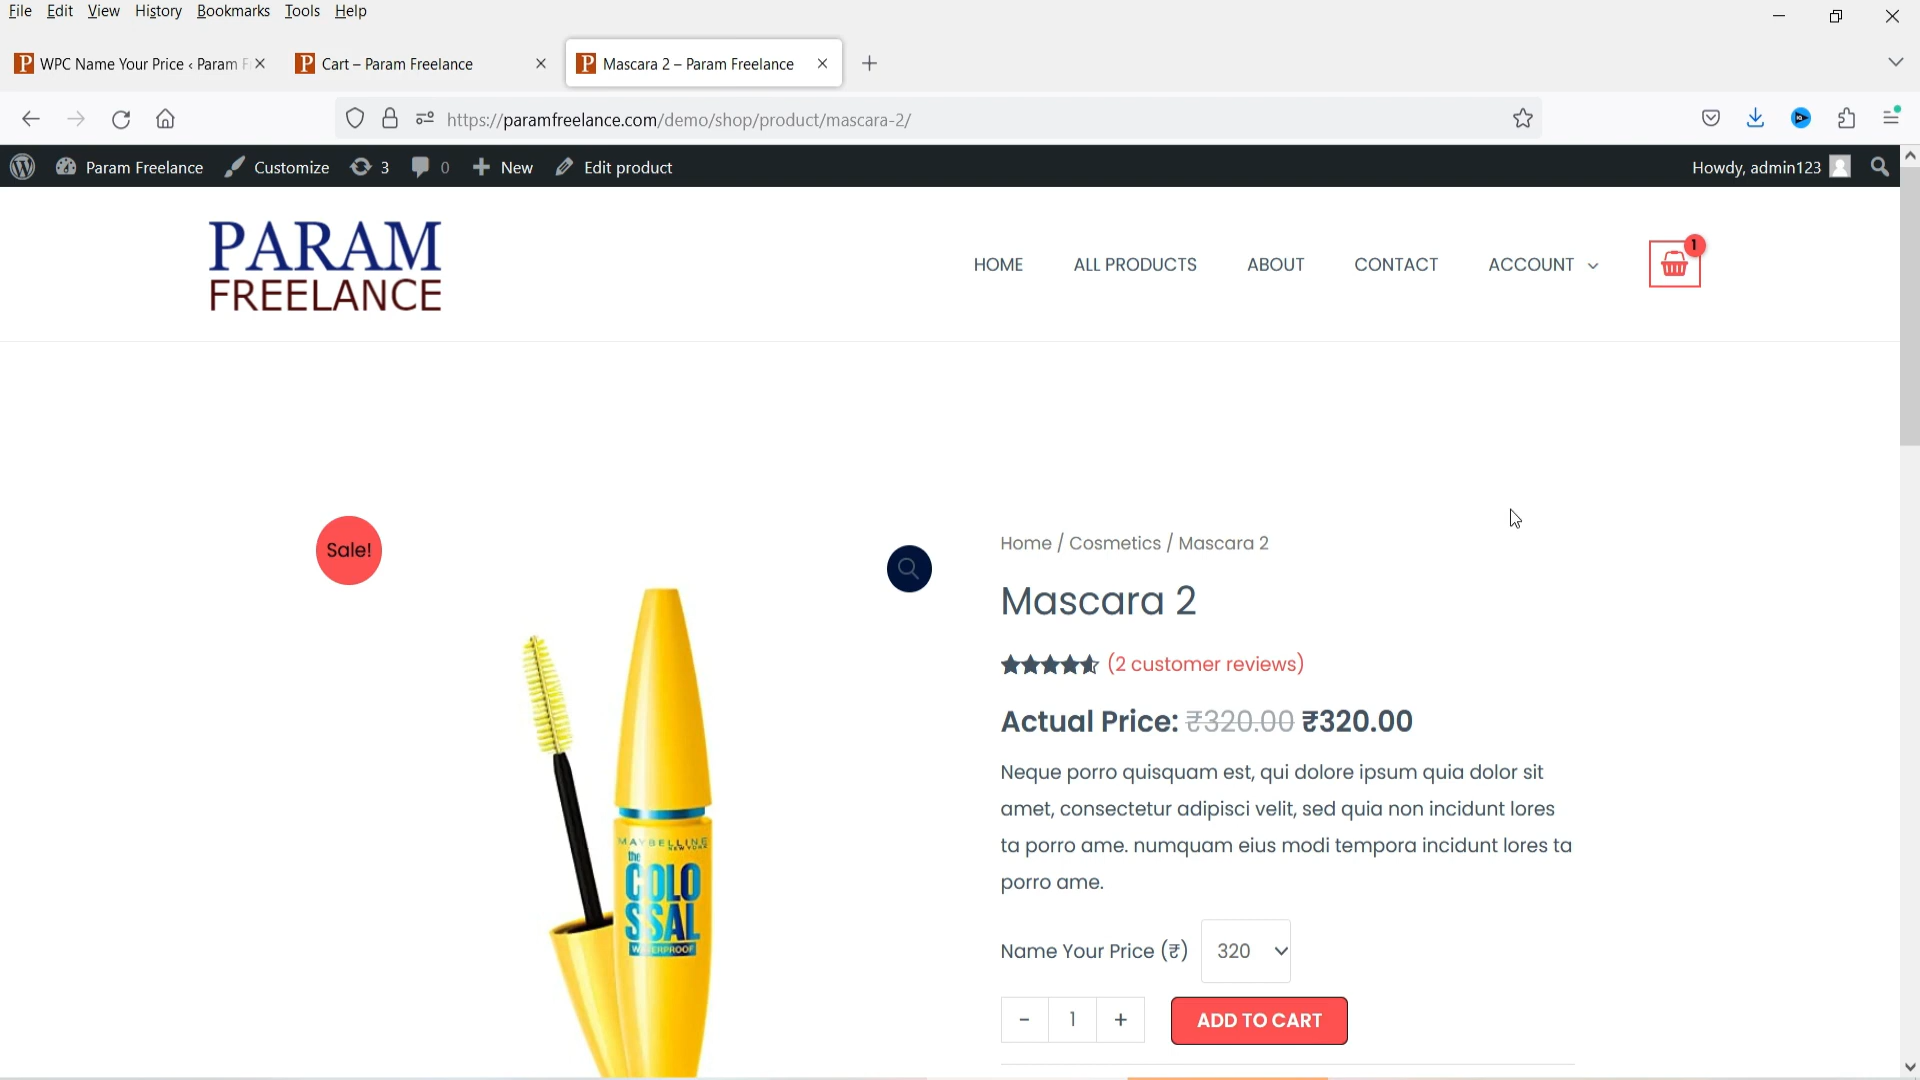 File Edit View History Bookmarks Tools Help
WPC Name Your Price ‹ Param F
Cart – Param Freelance
Mascara 2 – Param Freelance
https://paramfreelance.com/demo/shop/product/mascara-2/
Param Freelance
Customize
3
0
New
Edit product
Howdy, admin123
PARAM
FREELANCE
HOME
ALL PRODUCTS
ABOUT
CONTACT
ACCOUNT
1
Sale!
Home / Cosmetics / Mascara 2
Mascara 2
(2 customer reviews)
Actual Price: ₹320.00 ₹320.00
Neque porro quisquam est, qui dolore ipsum quia dolor sit
amet, consectetur adipisci velit, sed quia non incidunt lores
ta porro ame. numquam eius modi tempora incidunt lores ta
porro ame.
Name Your Price (₹) 320
- 1 +
ADD TO CART
MAYBELLINE
NEW YORK
the
COLO
SSAL
WATERPROOF